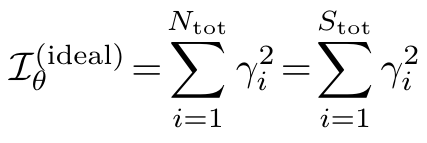 $\mathcal{I}_{\theta}^{(\mathrm{ideal})} = \sum_{i=1}^{N_{\mathrm{tot}}} \gamma_i^2 = \sum_{i=1}^{S_{\mathrm{tot}}} \gamma_i^2$